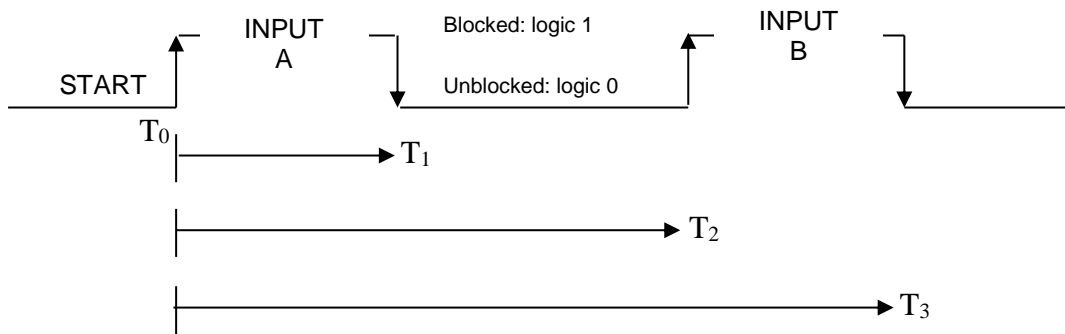 INPUT
A
Blocked: logic 1
INPUT
B
START
Unblocked: logic 0
T₀
T₁
T₂
T₃